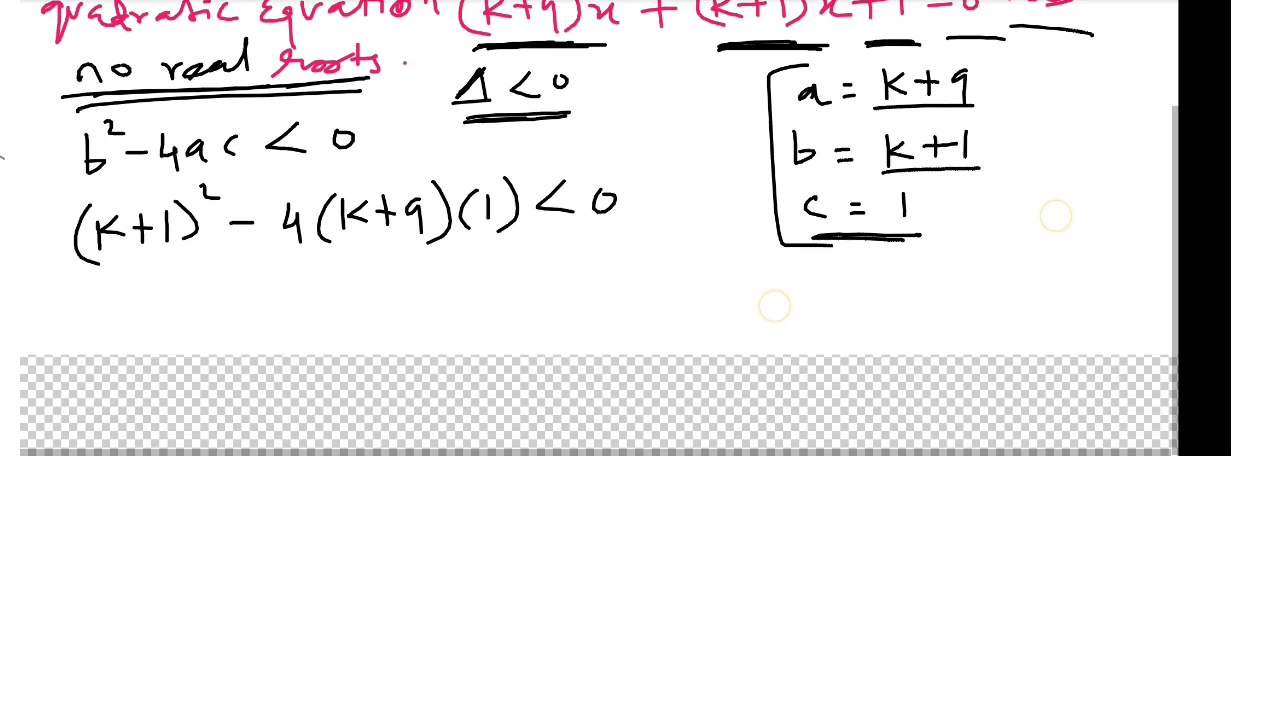 quadratic Equation (k+9)x + (k+1)x+1=0
no real roots.
Δ < 0
a = k+9
b² - 4ac < 0
b = k+1
(k+1)² - 4(k+9)(1) < 0
c = 1